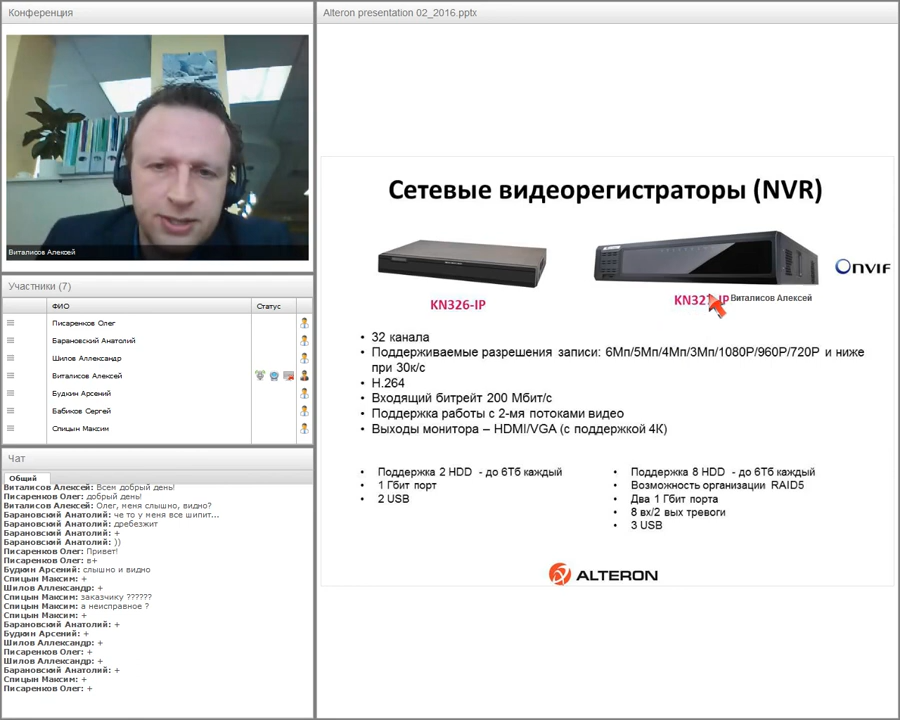 Конференция
Виталисов Алексей
Участники (7)
ФИО
Статус
Писаренков Олег
Барановский Анатолий
Шилов Аллександр
Виталисов Алексей
Будкин Арсений
Бабиков Сергей
Спицын Максим
Чат
Общий
Виталисов Алексей: Всем добрый день!
Писаренков Олег: добрый день!
Виталисов Алексей: Олег, меня слышно, видно?
Барановский Анатолий: че то у меня все шипит...
Барановский Анатолий: дребезжит
Барановский Анатолий: +
Барановский Анатолий: ))
Писаренков Олег: Привет!
Писаренков Олег: в+
Будкин Арсений: слышно и видно
Спицын Максим: +
Шилов Аллександр: +
Спицын Максим: заказчику ??????
Спицын Максим: а неисправное ?
Спицын Максим: +
Барановский Анатолий: +
Будкин Арсений: +
Шилов Аллександр: +
Писаренков Олег: +
Шилов Аллександр: +
Барановский Анатолий: +
Спицын Максим: +
Писаренков Олег: +
Alteron presentation 02_2016.pptx
Сетевые видеорегистраторы (NVR)
Onvif
KN326-IP
Виталисов Алексей
• 32 канала
• Поддерживаемые разрешения записи: 6Мп/5Мп/4Мп/3Мп/1080P/960P/720P и ниже
при 30к/с
• H.264
• Входящий битрейт 200 Мбит/с
• Поддержка работы с 2-мя потоками видео
• Выходы монитора – HDMI/VGA (с поддержкой 4К)
• Поддержка 2 HDD - до 6Тб каждый
• 1 Гбит порт
• 2 USB
• Поддержка 8 HDD - до 6Тб каждый
• Возможность организации RAID5
• Два 1 Гбит порта
• 8 вх/2 вых тревоги
• 3 USB
ALTERON